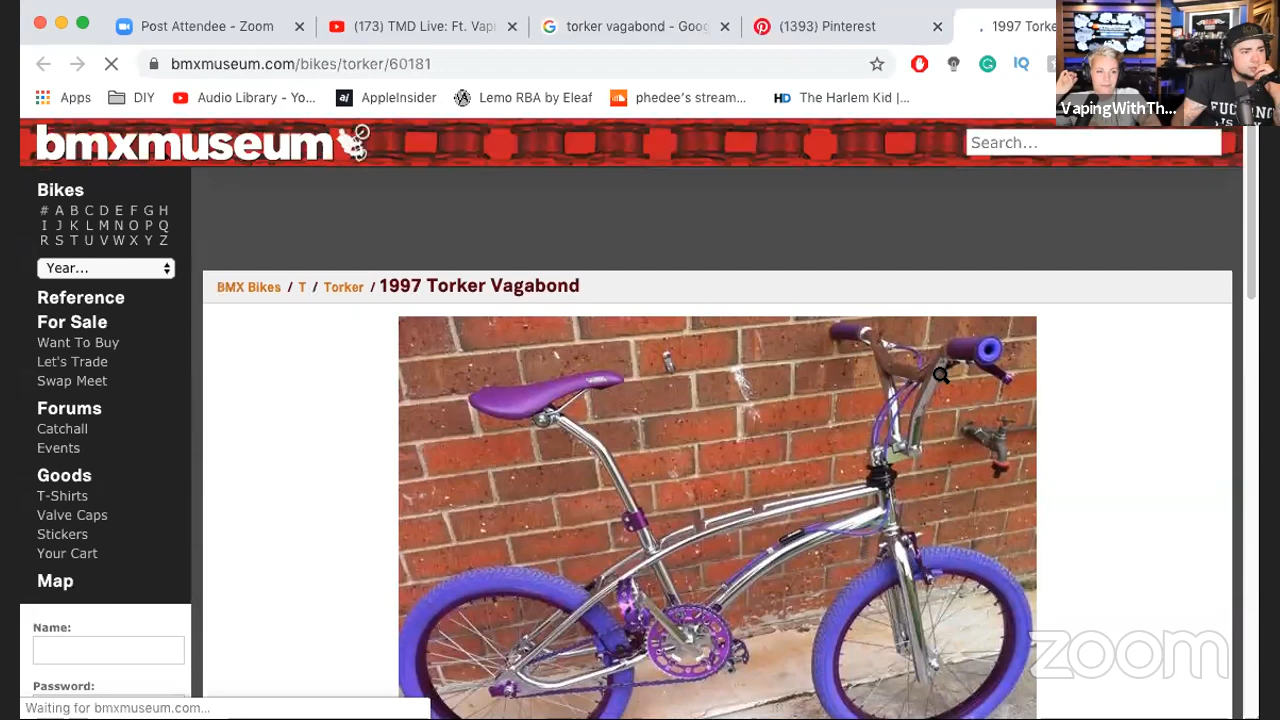 Post Attendee - Zoom
(173) TMD Live! Ft. Vapi
torker vagabond - Goo
(1393) Pinterest
1997 Torke
bmxmuseum.com/bikes/torker/60181
Apps
DIY
Audio Library - Yo...
AppleInsider
Lemo RBA by Eleaf
phedee's stream...
HD
The Harlem Kid |...
IQ
VapingWithTh...
bmxmuseum
Search...
Bikes
# A B C D E F G H
I J K L M N O P Q
R S T U V W X Y Z
Year...
Reference
For Sale
Want To Buy
Let's Trade
Swap Meet
Forums
Catchall
Events
Goods
T-Shirts
Valve Caps
Stickers
Your Cart
Map
Name:
Password:
BMX Bikes / T / Torker / 1997 Torker Vagabond
zoom
Waiting for bmxmuseum.com...